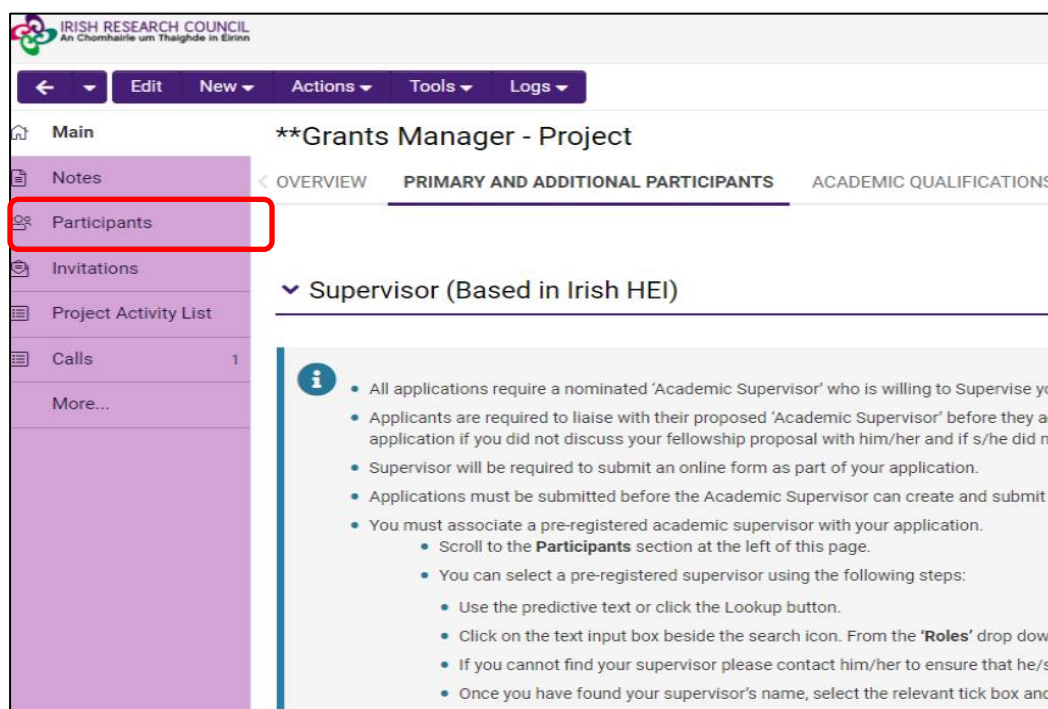 IRISH RESEARCH COUNCIL
An Chomhairle um Thaighde in Éirinn
Edit New Actions Tools Logs
Main
Notes
Participants
Invitations
Project Activity List
Calls 1
More...
**Grants Manager - Project
OVERVIEW PRIMARY AND ADDITIONAL PARTICIPANTS ACADEMIC QUALIFICATIONS
Supervisor (Based in Irish HEI)
• All applications require a nominated ‘Academic Supervisor’ who is willing to Supervise
• Applicants are required to liaise with their proposed ‘Academic Supervisor’ before they
application if you did not discuss your fellowship proposal with him/her and if s/he did
• Supervisor will be required to submit an online form as part of your application.
• Applications must be submitted before the Academic Supervisor can create and submit
• You must associate a pre-registered academic supervisor with your application.
• Scroll to the Participants section at the left of this page.
• You can select a pre-registered supervisor using the following steps:
• Use the predictive text or click the Lookup button.
• Click on the text input box beside the search icon. From the ‘Roles’ drop
• If you cannot find your supervisor please contact him/her to ensure that
• Once you have found your supervisor’s name, select the relevant tick box